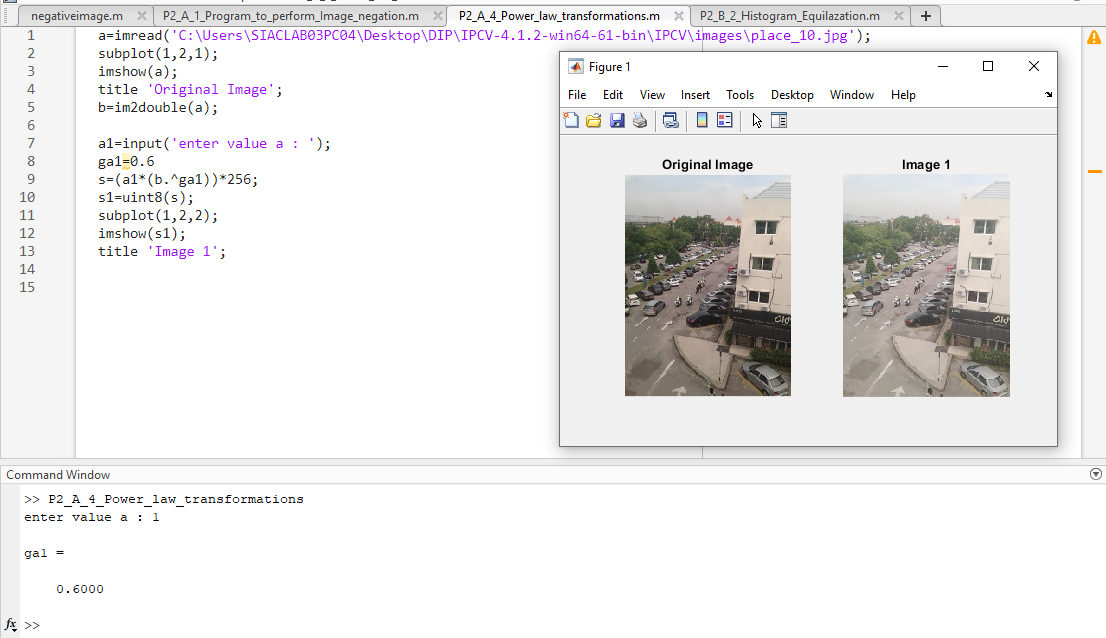 negativeimage.m P2_A_1_Program_to_perform_Image_negation.m P2_A_4_Power_law_transformations.m P2_B_2_Histogram_Equilazation.m
1 a=imread('C:\Users\SIACLAB03PC04\Desktop\DIP\IPCV-4.1.2-win64-61-bin\IPCV\images\place_10.jpg');
2 subplot(1,2,1);
3 imshow(a);
4 title 'Original Image';
5 b=im2double(a);
6
7 a1=input('enter value a : ');
8 ga1=0.6
9 s=(a1*(b.^ga1))*256;
10 s1=uint8(s);
11 subplot(1,2,2);
12 imshow(s1);
13 title 'Image 1';
14
15
Figure 1
File Edit View Insert Tools Desktop Window Help
Original Image Image 1
Command Window
>> P2_A_4_Power_law_transformations
enter value a : 1
ga1 =
0.6000
fx >>